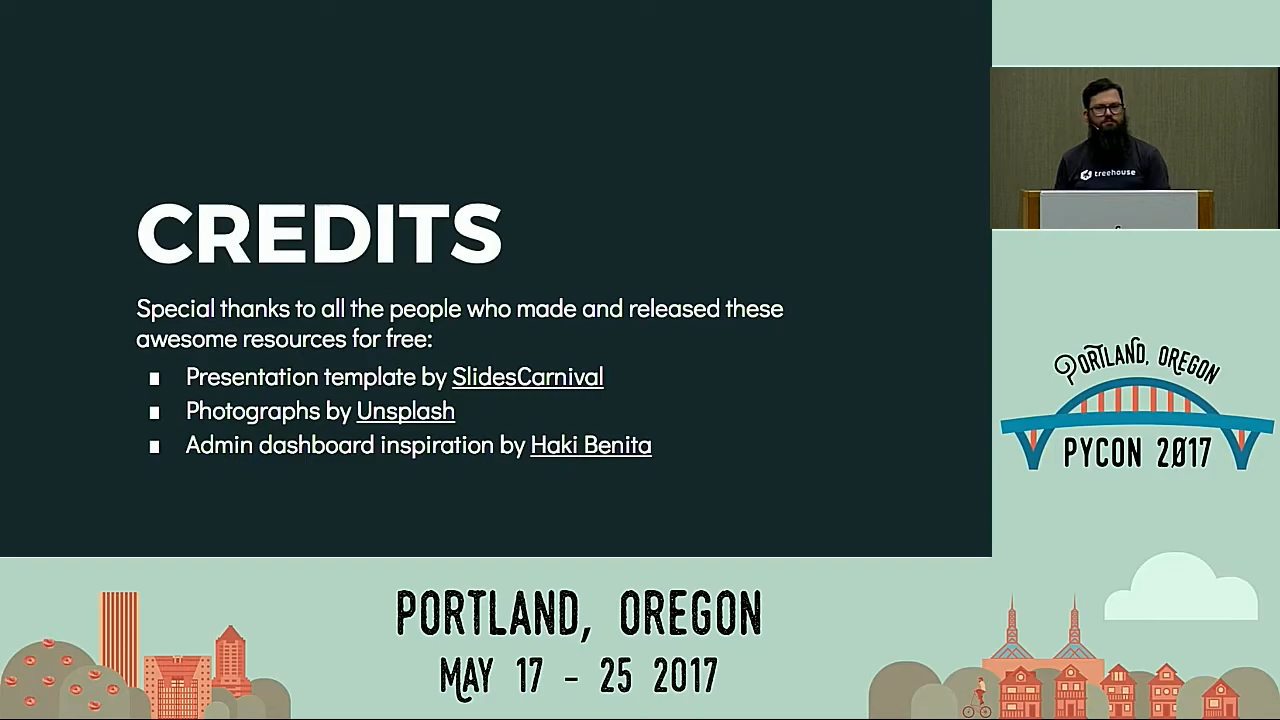 CREDITS
Special thanks to all the people who made and released these
awesome resources for free:
Presentation template by SlidesCarnival
Photographs by Unsplash
Admin dashboard inspiration by Haki Benita
treehouse
PORTLAND, OREGON
PYCON 2017
PORTLAND, OREGON
MAY 17 - 25 2017